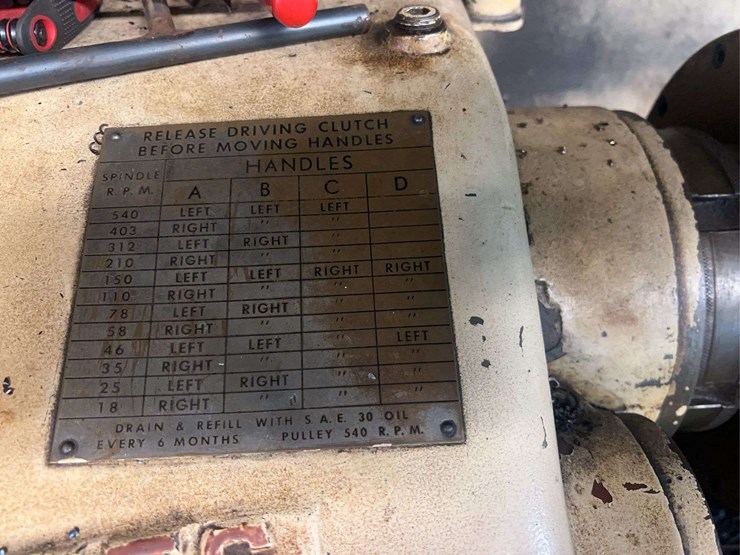 RELEASE DRIVING CLUTCH
BEFORE MOVING HANDLES
SPINDLE R.P.M. HANDLES
A B C D
540 LEFT LEFT LEFT
403 RIGHT " "
312 LEFT RIGHT "
210 RIGHT " "
150 LEFT LEFT RIGHT RIGHT
110 RIGHT " " "
78 LEFT RIGHT " "
58 RIGHT " " "
46 LEFT LEFT " LEFT
35 RIGHT " " "
25 LEFT RIGHT " "
18 RIGHT " " "
DRAIN & REFILL WITH S.A.E. 30 OIL
EVERY 6 MONTHS PULLEY 540 R.P.M.